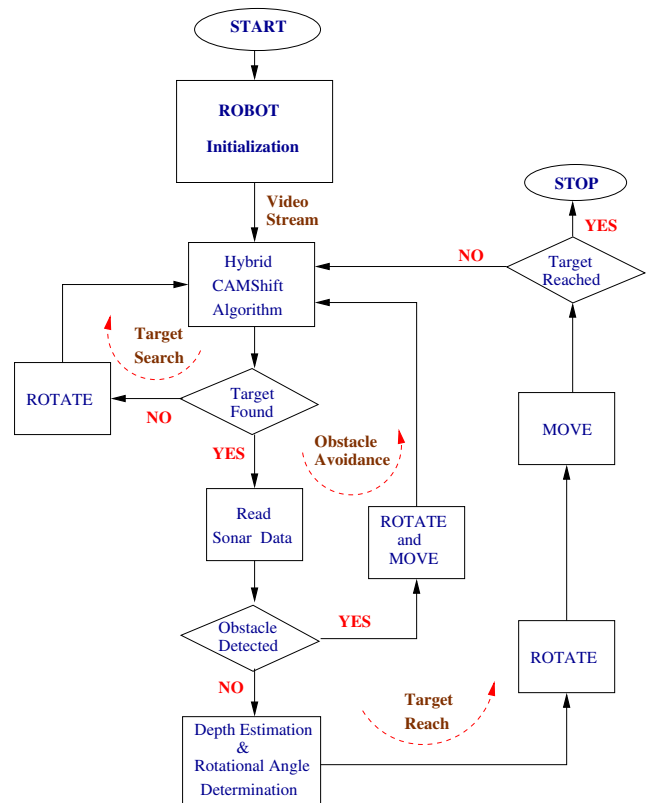 START
ROBOT
Initialization
Video
Stream
STOP
YES
NO
Target
Reached
Hybrid
CAMShift
Algorithm
Target
Search
ROTATE
NO
Target
Found
YES
Obstacle
Avoidance
MOVE
Read
Sonar Data
ROTATE
and
MOVE
Obstacle
Detected
YES
NO
ROTATE
Target
Reach
Depth Estimation
&
Rotational Angle
Determination